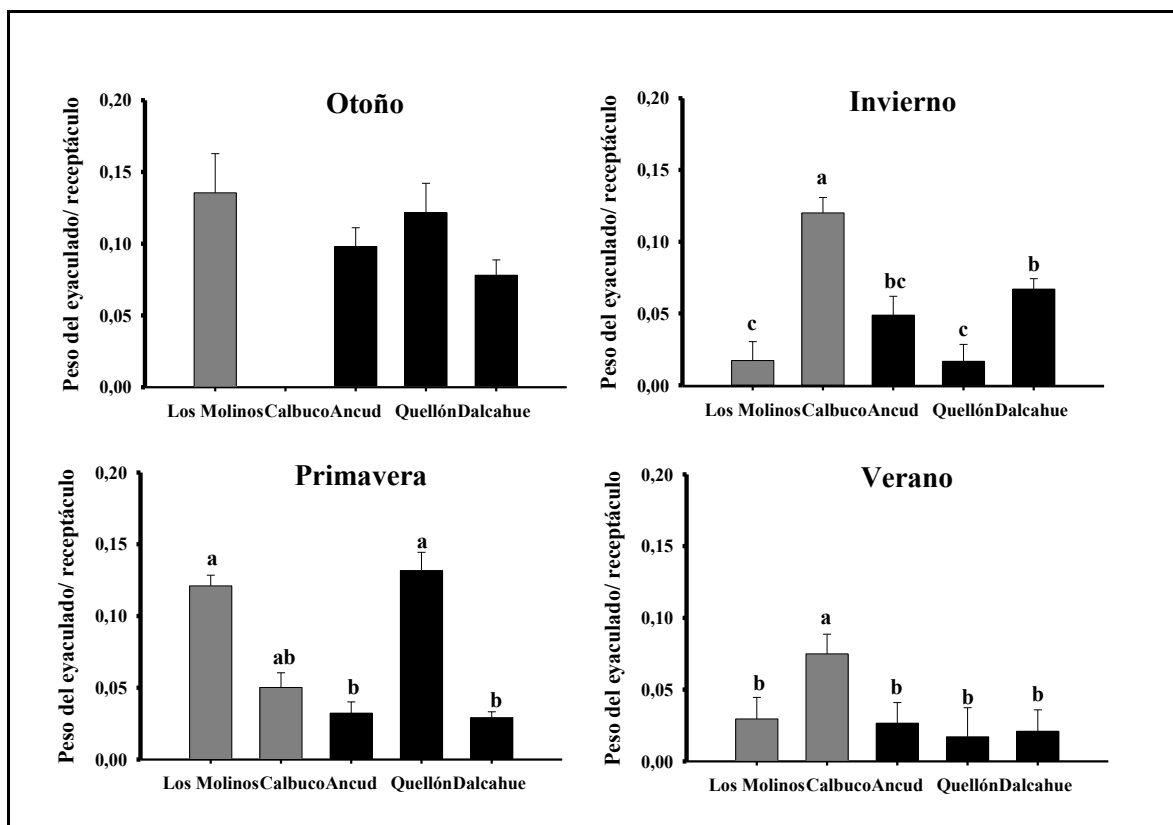 Otoño
Peso del eyaculado/ receptáculo
0,20
0,15
0,10
0,05
0,00
Los Molinos Calbuco Ancud Quellón Dalcahue
Invierno
Peso del eyaculado/ receptáculo
0,20
0,15
0,10
0,05
0,00
c a bc c b
Los Molinos Calbuco Ancud Quellón Dalcahue
Primavera
Peso del eyaculado/ receptáculo
0,20
0,15
0,10
0,05
0,00
a ab b a b
Los Molinos Calbuco Ancud Quellón Dalcahue
Verano
Peso del eyaculado/ receptáculo
0,20
0,15
0,10
0,05
0,00
b a b b b
Los Molinos Calbuco Ancud Quellón Dalcahue